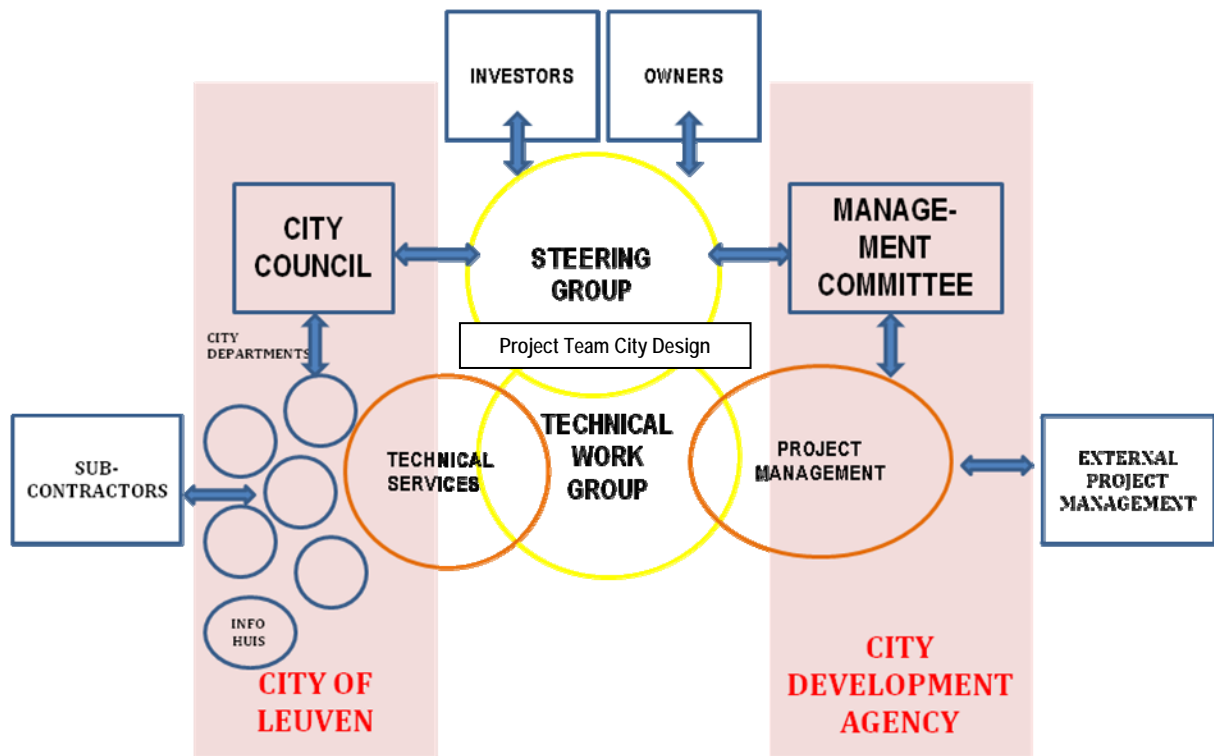 INVESTORS
OWNERS
CITY
COUNCIL
STEERING
GROUP
MANAGE-
MENT
COMMITTEE
CITY
DEPARTMENTS
Project Team City Design
SUB-
CONTRACTORS
TECHNICAL
SERVICES
TECHNICAL
WORK
GROUP
PROJECT
MANAGEMENT
EXTERNAL
PROJECT
MANAGEMENT
INFO
HUIS
CITY OF
LEUVEN
CITY
DEVELOPMENT
AGENCY